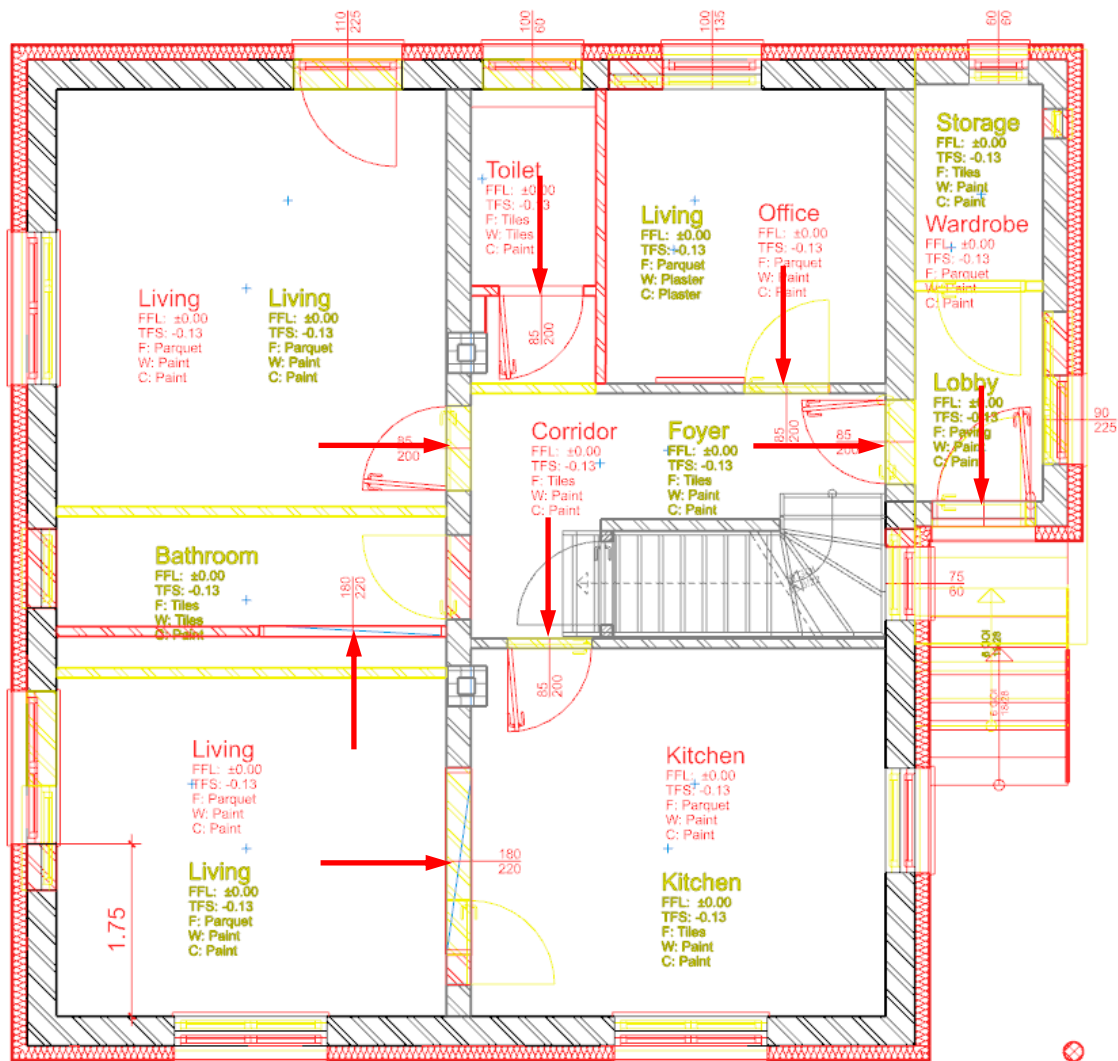 110
225
100
60
100
135
60
60
Storage
FFL: ±0.00
TFS: -0.13
F: Tiles
W: Paint
C: Paint
Toilet
FFL: ±0.00
TFS: -0.13
F: Tiles
W: Tiles
C: Paint
Living
FFL: ±0.00
TFS: -0.13
F: Parquet
W: Plaster
C: Plaster
Office
FFL: ±0.00
TFS: -0.13
F: Parquet
W: Paint
C: Paint
Wardrobe
FFL: ±0.00
TFS: -0.13
F: Parquet
W: Paint
C: Paint
Living
FFL: ±0.00
TFS: -0.13
F: Parquet
W: Paint
C: Paint
Living
FFL: ±0.00
TFS: -0.13
F: Parquet
W: Paint
C: Paint
85
200
Lobby
FFL: ±0.00
TFS: -0.13
F: Paving
W: Paint
C: Paint
90
225
85
200
Corridor
FFL: ±0.00
TFS: -0.13
F: Tiles
W: Paint
C: Paint
Foyer
FFL: ±0.00
TFS: -0.13
F: Tiles
W: Paint
C: Paint
85
200
85
200
Bathroom
FFL: ±0.00
TFS: -0.13
F: Tiles
W: Tiles
C: Paint
180
220
75
60
85
200
Living
FFL: ±0.00
TFS: -0.13
F: Parquet
W: Paint
C: Paint
Kitchen
FFL: ±0.00
TFS: -0.13
F: Parquet
W: Paint
C: Paint
180
220
Living
FFL: ±0.00
TFS: -0.13
F: Parquet
W: Paint
C: Paint
Kitchen
FFL: ±0.00
TFS: -0.13
F: Tiles
W: Paint
C: Paint
1.75